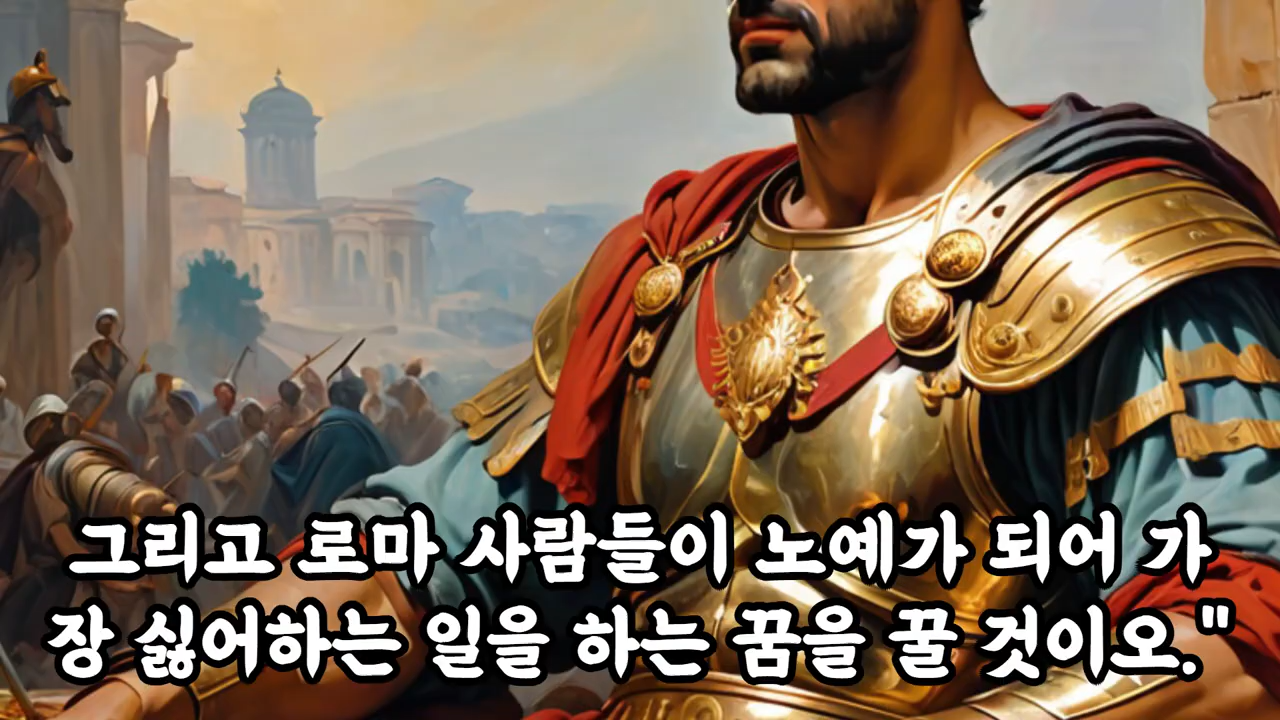 그리고 로마 사람들이 노예가 되어 가
장 싫어하는 일을 하는 꿈을 꿀 것이오."